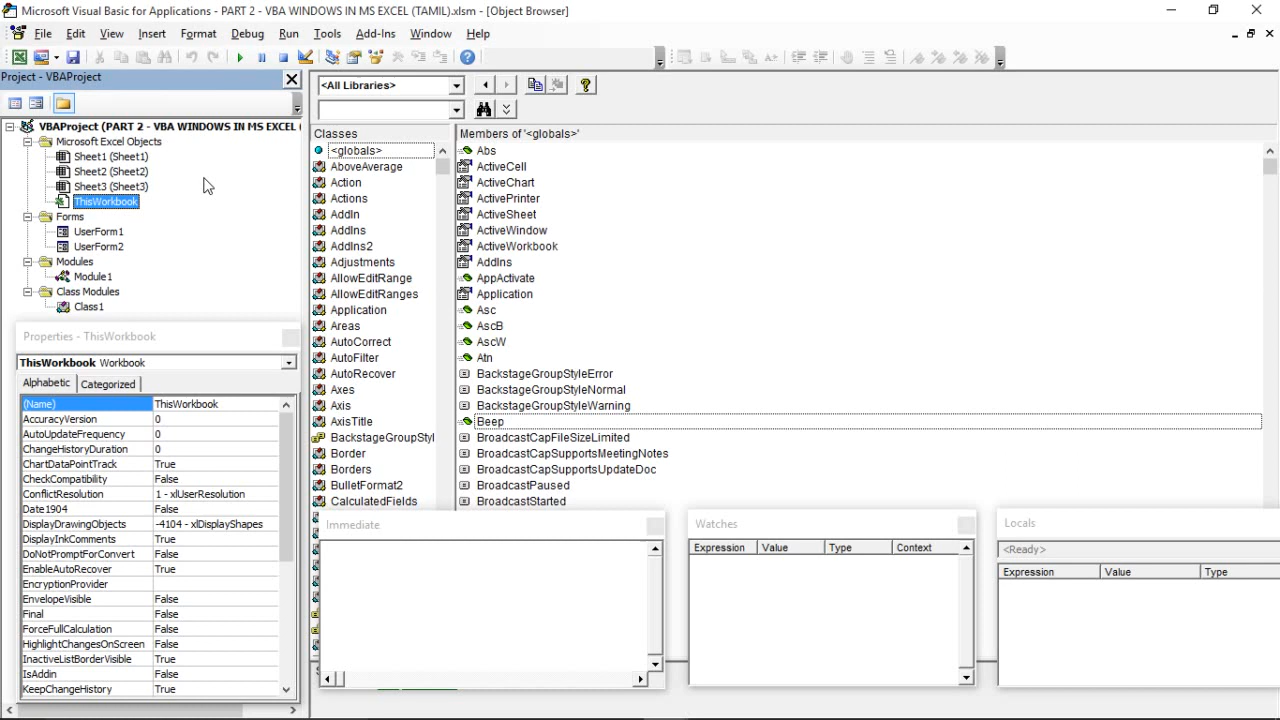 Microsoft Visual Basic for Applications - PART 2 - VBA WINDOWS IN MS EXCEL (TAMIL).xlsm - [Object Browser]
File Edit View Insert Format Debug Run Tools Add-Ins Window Help
Project - VBAProject
VBAProject (PART 2 - VBA WINDOWS IN MS EXCEL (
Microsoft Excel Objects
Sheet1 (Sheet1)
Sheet2 (Sheet2)
Sheet3 (Sheet3)
ThisWorkbook
Forms
UserForm1
UserForm2
Modules
Module1
Class Modules
Class1
Properties - ThisWorkbook
ThisWorkbook Workbook
Alphabetic Categorized
(Name) ThisWorkbook
AccuracyVersion 0
AutoUpdateFrequency 0
ChangeHistoryDuration 0
ChartDataPointTrack True
CheckCompatibility False
ConflictResolution 1 - xlUserResolution
Date1904 False
DisplayDrawingObjects -4104 - xlDisplayShapes
DisplayInkComments True
DoNotPromptForConvert False
EnableAutoRecover True
EncryptionProvider
EnvelopeVisible False
Final False
ForceFullCalculation False
HighlightChangesOnScreen False
InactiveListBorderVisible True
IsAddin False
KeepChangeHistory True
<All Libraries>
Classes
<globals>
AboveAverage
Action
Actions
AddIn
AddIns
AddIns2
Adjustments
AllowEditRange
AllowEditRanges
Application
Areas
AutoCorrect
AutoFilter
AutoRecover
Axes
Axis
AxisTitle
BackstageGroupStyl
Border
Borders
BulletFormat2
CalculatedFields
Members of '<globals>'
Abs
ActiveCell
ActiveChart
ActivePrinter
ActiveSheet
ActiveWindow
ActiveWorkbook
AddIns
AppActivate
Application
Asc
AscB
AscW
Atn
BackstageGroupStyleError
BackstageGroupStyleNormal
BackstageGroupStyleWarning
Beep
BroadcastCapFileSizeLimited
BroadcastCapSupportsMeetingNotes
BroadcastCapSupportsUpdateDoc
BroadcastPaused
BroadcastStarted
Immediate
Watches
Expression Value Type Context
Locals
<Ready>
Expression Value Type